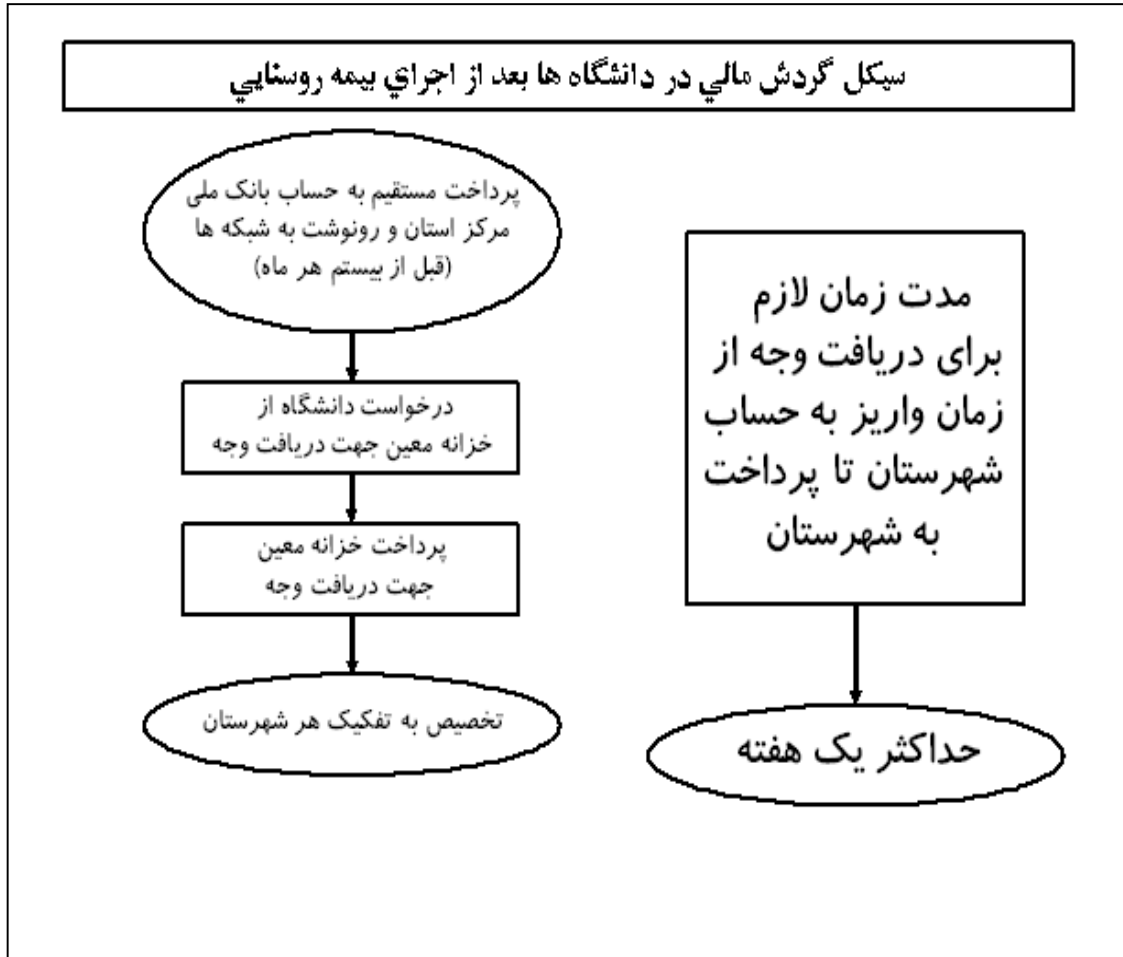 سيكل گردش مالي در دانشگاه ها بعد از اجراي بيمه روستايي
پرداخت مستقیم به حساب بانک ملی
مرکز استان و رونوشت به شبکه ها
(قبل از بیستم هر ماه)
درخواست دانشگاه از
خزانه معین جهت دریافت وجه
پرداخت خزانه معین
جهت دریافت وجه
تخصیص به تفکیک هر شهرستان
مدت زمان لازم
برای دریافت وجه از
زمان واریز به حساب
شهرستان تا پرداخت
به شهرستان
حداکثر یک هفته